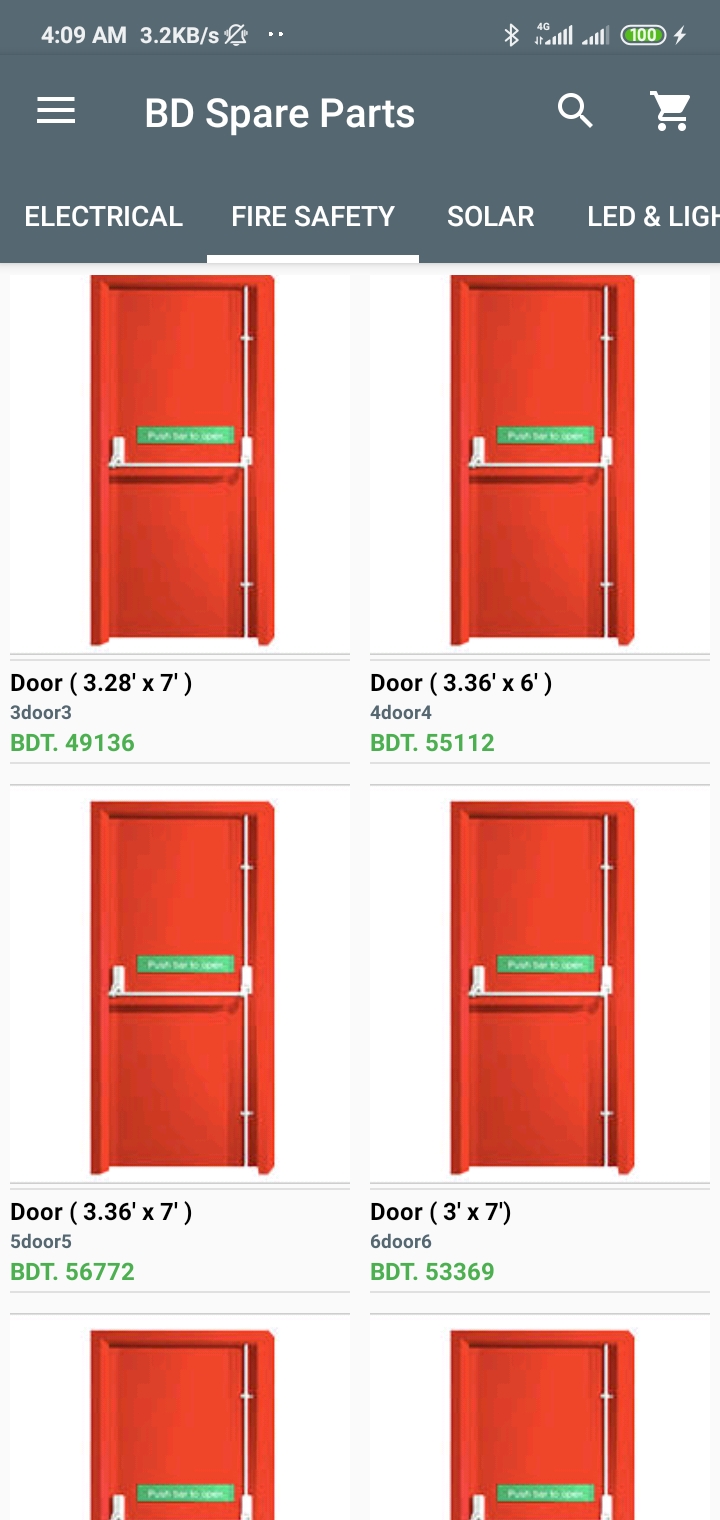 4:09 AM 3.2KB/s
4G
100
BD Spare Parts
ELECTRICAL FIRE SAFETY SOLAR LED & LIGH
Push bar to open
Push bar to open
Door ( 3.28' x 7' )
3door3
BDT. 49136
Door ( 3.36' x 6' )
4door4
BDT. 55112
Push bar to open
Push bar to open
Door ( 3.36' x 7' )
5door5
BDT. 56772
Door ( 3' x 7')
6door6
BDT. 53369
Push bar to open
Push bar to open